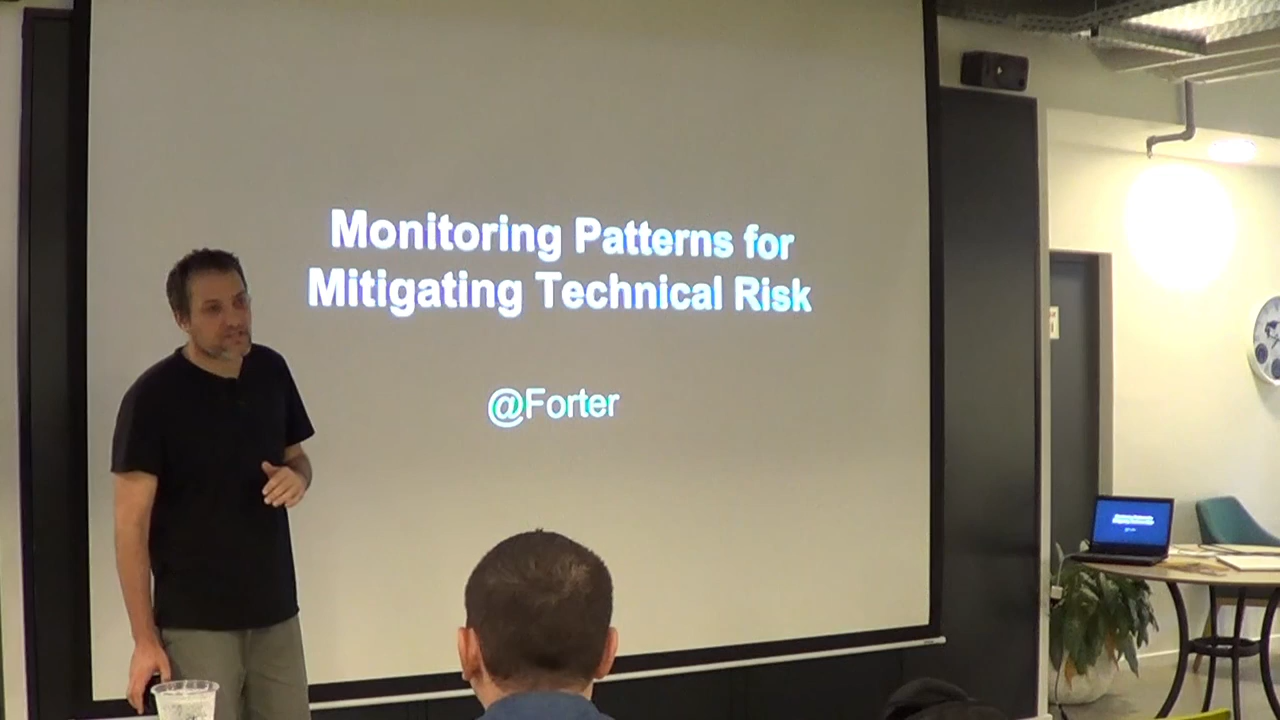 Monitoring Patterns for
Mitigating Technical Risk
@Forter